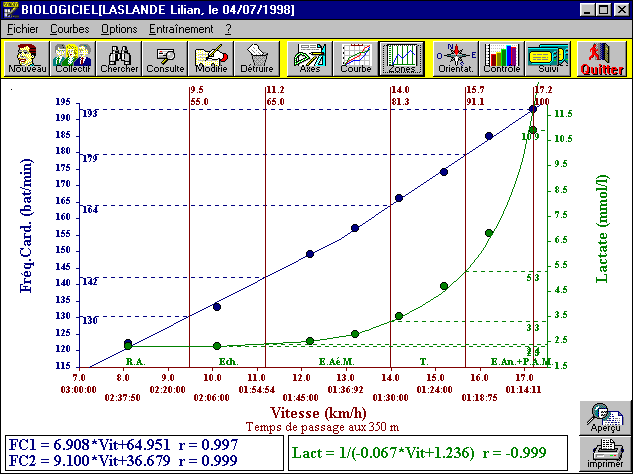 BIOLOGICIEL[LASLANDE Lilian, le 04/07/1998]
Fichier Courbes Options Entraînement ?
Nouveau Collectif Chercher Consulte Modifie Détruire Axes Courbe Zones Orientat. Contrôle Suivi Quitter
9.5 11.2 14.0 15.7 17.2
55.0 65.0 81.3 91.1 100
195
190
185
180
175
170
165
160
155
150
145
140
135
130
125
120
115
193
179
164
142
130
Fréq.Card. (bat/min)
11.5
10.5
9.5
8.5
7.5
6.5
5.5
4.5
3.5
2.5
1.5
10.9
5.3
3.3
2.4
Lactate (mmol/l)
R.A. Ech. E.Aé.M. T. E.An.+P.A.M.
7.0 8.0 9.0 10.0 11.0 12.0 13.0 14.0 15.0 16.0 17.0
03:00:00 02:20:00 01:54:54 01:36:92 01:24:00 01:14:11
02:37:50 02:06:00 01:45:00 01:30:00 01:18:75
Vitesse (km/h)
Temps de passage aux 350 m
Aperçu
imprimer
FC1 = 6.908*Vit+64.951 r = 0.997
FC2 = 9.100*Vit+36.679 r = 0.999
Lact = 1/(-0.067*Vit+1.236) r = -0.999